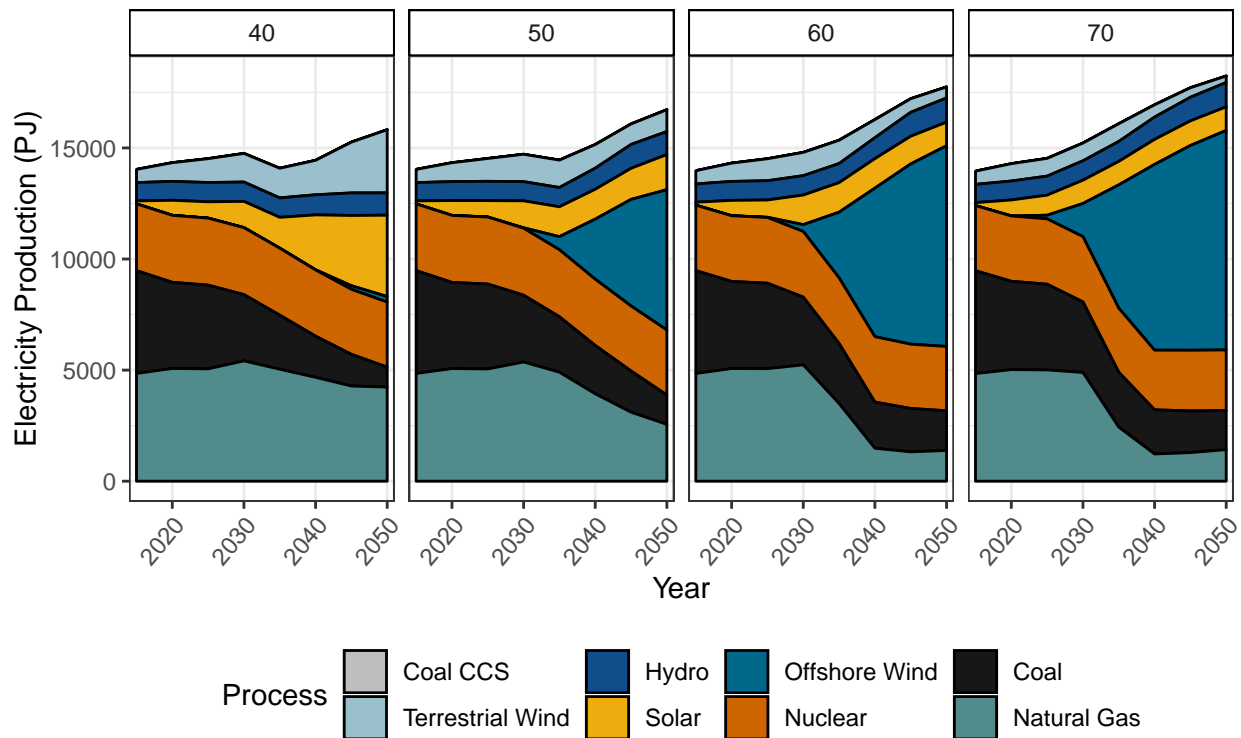 40 50 60 70
Electricity Production (PJ)
15000
10000
5000
0
2020 2030 2040 2050 2020 2030 2040 2050 2020 2030 2040 2050 2020 2030 2040 2050
Year
Process
Coal CCS Hydro Offshore Wind Coal
Terrestrial Wind Solar Nuclear Natural Gas